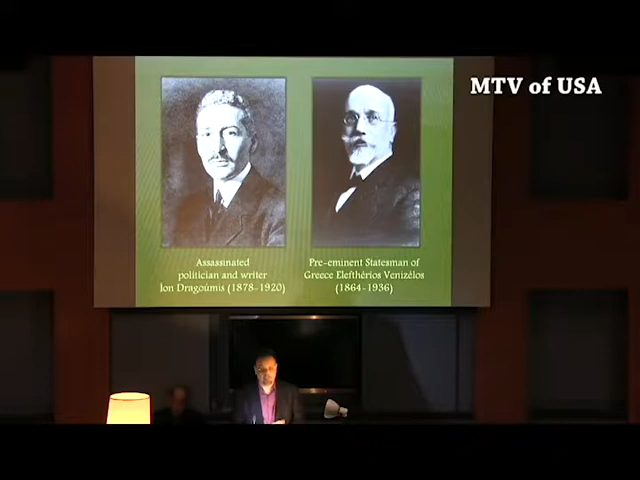 MTV of USA
Assassinated
politician and writer
Ion Dragoúmis (1878-1920)
Pre-eminent Statesman of
Greece Elefthérios Venizélos
(1864-1936)